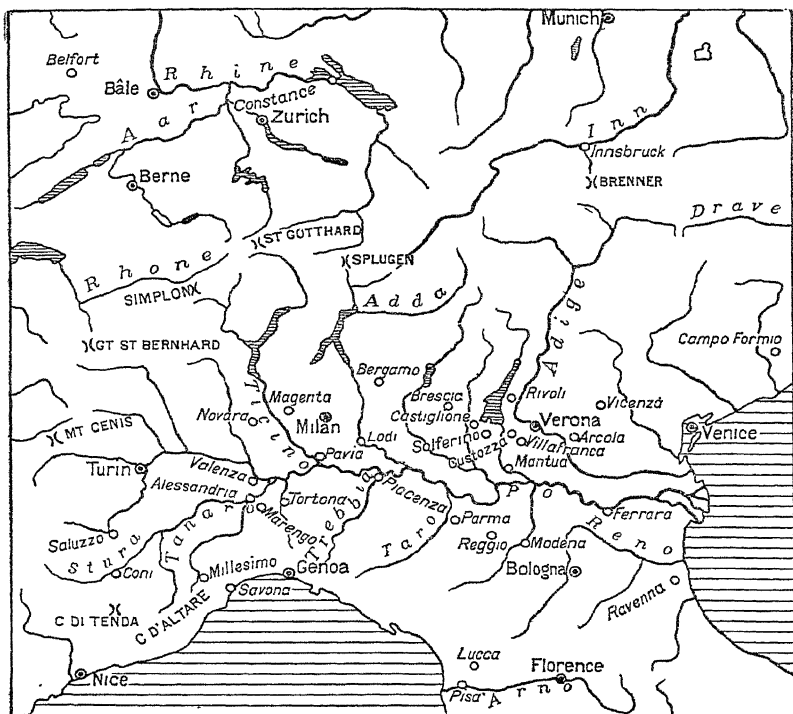 Munich
Belfort
Rhine
Bâle
Constance
Aar
Zurich
Inn
Innsbruck
Berne
BRENNER
Drave
ST GOTTHARD
SPLUGEN
Rhone
SIMPLON
Adda
Adige
GT ST BERNHARD
Campo Formio
Bergamo
Ticino
Magenta
Brescia
Rivoli
Vicenza
Novara
Milan
Castiglione
Verona
MT CENIS
Lodi
Solferino
Villafranca
Arcola
Venice
Custozza
Turin
Pavia
Mantua
Valenza
Alessandria
Tortona
Piacenza
Po
Marengo
Trebbia
Tanaro
Taro
Parma
Ferrara
Saluzzo
Stura
Reggio
Modena
Reno
Coni
Millesimo
Genoa
Bologna
C DI TENDA
C D'ALTARE
Savona
Ravenna
Lucca
Florence
Nice
Pisa
Arno